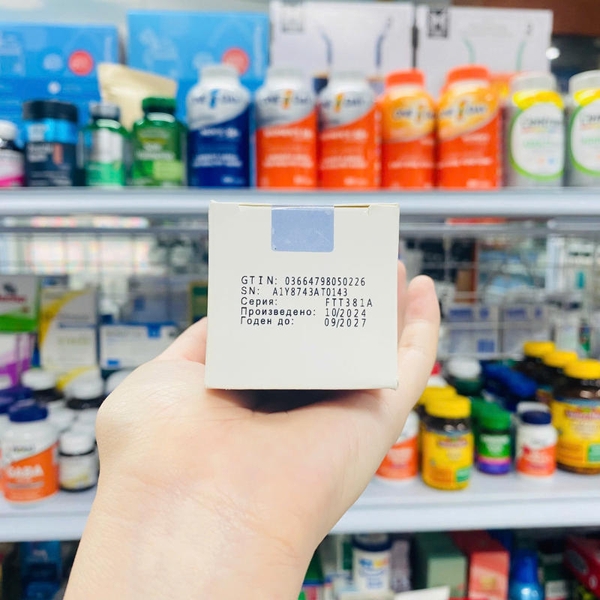 GTIN: 03664798050226
SN: A1Y8743AT0143
Серия: FTT381A
Произведено: 10/2024
Годен до: 09/2027